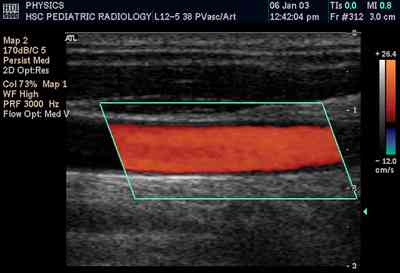 PHYSICS
HSC PEDIATRIC RADIOLOGY L12-5 38 PVasc/Art
06 Jan 03
12:42:04 pm
TIs 0.0 MI 0.8
Fr #312 3.0 cm
Map 2
170dB/C 5
Persist Med
2D Opt:Res
Col 73% Map 1
WF High
PRF 3000 Hz
Flow Opt: Med V
ATL
+ 26.4
- 12.0
cm/s
1
2
3